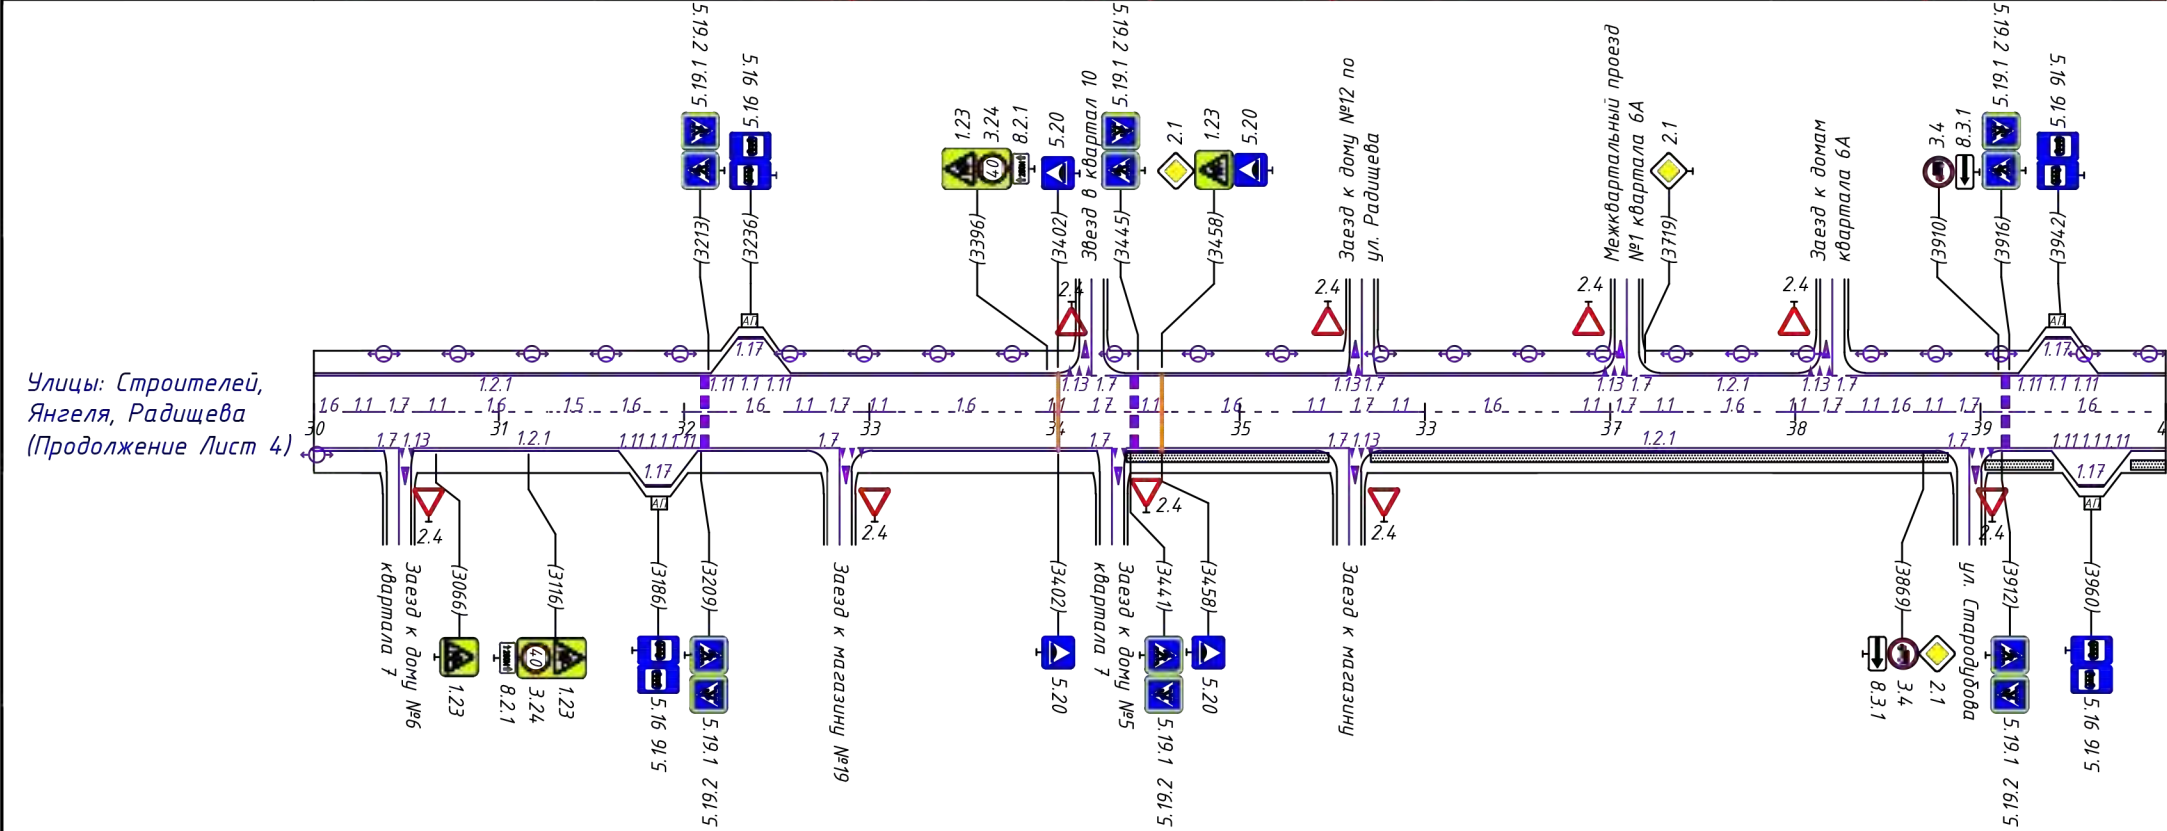 5.19.2 5.19.1
5.16 5.16
1.23
3.24
8.2.1
5.20
Звезд в квартал 10
5.19.2 5.19.1
2.1
1.23
5.20
Заезд к дому №12 по
ул. Радищева
Межквартальный проезд
№1 квартала 6А
2.1
Заезд к домам
квартала 6А
3.4
8.3.1
5.19.2 5.19.1
5.16 5.16
40
(3213)
(3236)
(3396)
(3402)
(3445)
(3458)
(3719)
(3910)
(3916)
(3942)
2.4
2.4
2.4
2.4
АП
АП
1.17
1.17
Улицы: Строителей,
Янгеля, Радищева
(Продолжение Лист 4)
1.2.1 1.11 1.1 1.11 1.13 1.7 1.13 1.7 1.13 1.7 1.2.1 1.13 1.7 1.11 1.1 1.11
1.6 1.1 1.7 1.1 1.6 1.5 1.6 1.6 1.1 1.7 1.1 1.6 1.1 1.7 1.1 1.6 1.1 1.7 1.1 1.6 1.1 1.7 1.1 1.6 1.1 1.7 1.1 1.6 1.1 1.7 1.6
30 31 32 33 34 35 33 37 38 39 4
1.7 1.13 1.2.1 1.11 1.1 1.11 1.7 1.7 1.7 1.13 1.2.1 1.7 1.11 1.1 1.11
1.17
1.17
АП
АП
2.4
2.4
2.4
2.4
2.4
(3066)
(3116)
(3186)
(3209)
(3402)
(3441)
(3458)
(3869)
(3912)
(3960)
Заезд к дому №6
квартала 7
1.23
8.2.1
3.24
1.23
40
5.16 5.16
5.19.1 5.19.2
Заезд к магазину №19
5.20
Заезд к дому №5
квартала 7
5.19.1 5.19.2
5.20
Заезд к магазину
8.3.1
3.4
2.1
ул. Стародубова
5.19.1 5.19.2
5.16 5.16